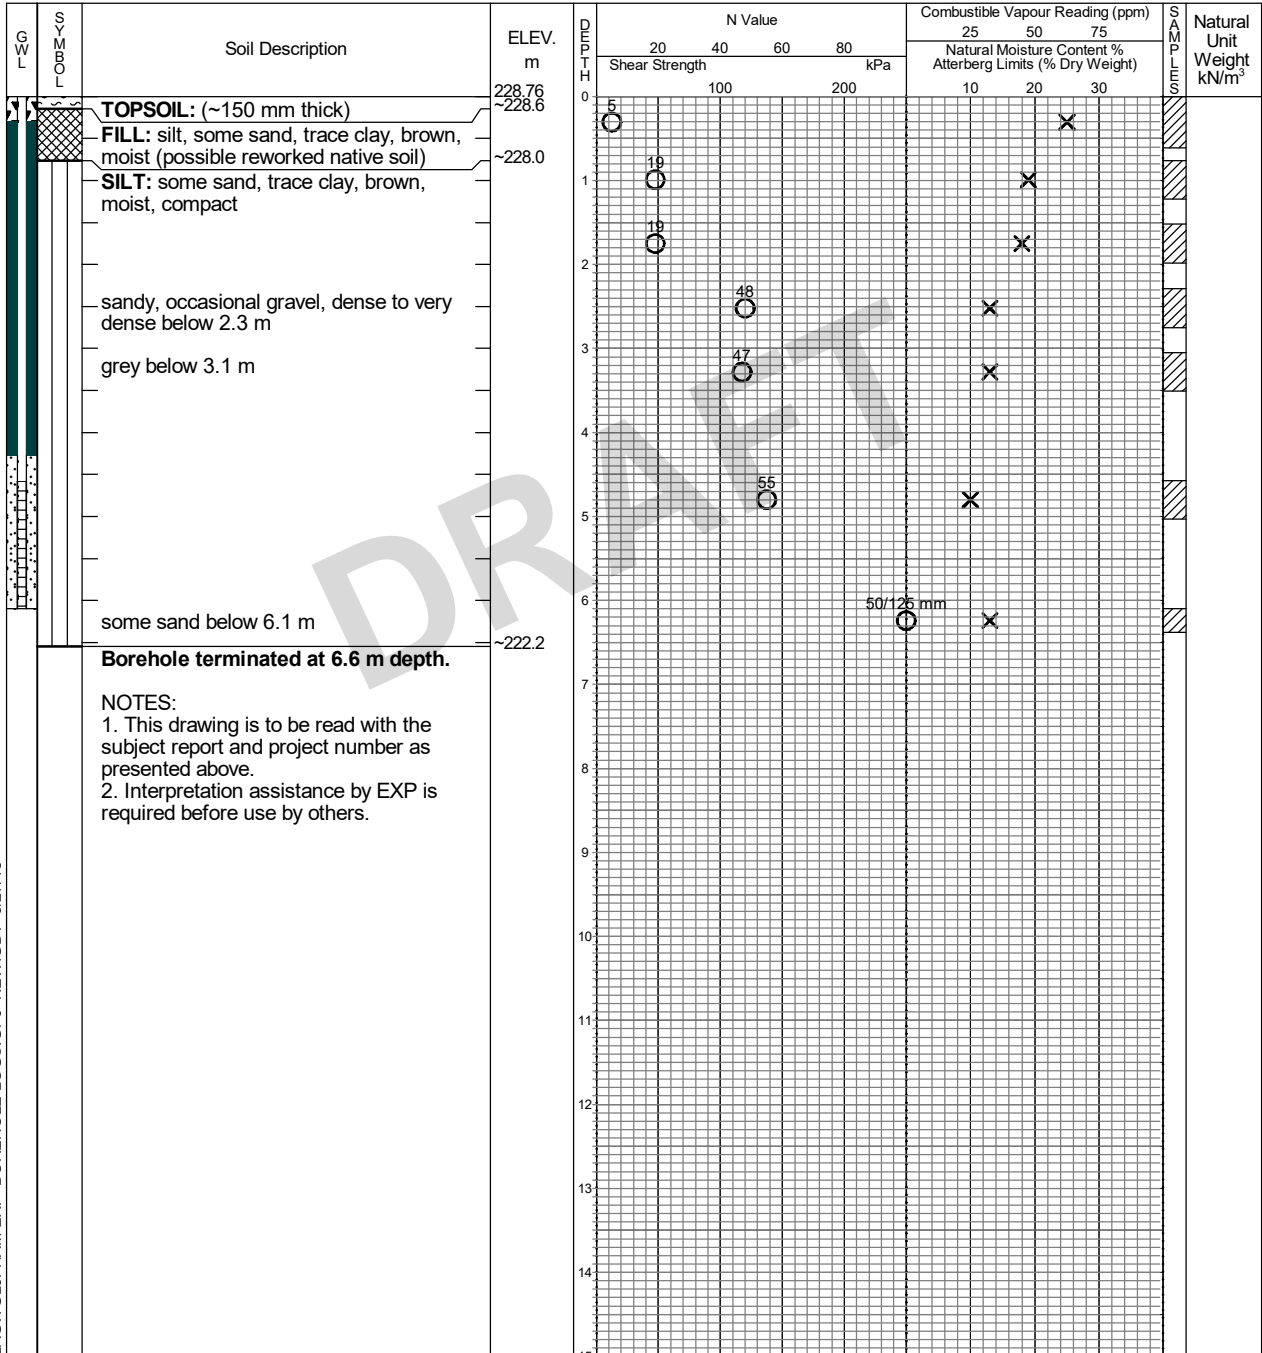 GWL
SYMBOL
Soil Description
ELEV.
m
DEPTH
N Value
20 40 60 80
Shear Strength kPa
100 200
Combustible Vapour Reading (ppm)
25 50 75
Natural Moisture Content %
Atterberg Limits (% Dry Weight)
10 20 30
SAMPLES
Natural
Unit
Weight
kN/m³
228.76
0
TOPSOIL: (~150 mm thick)
~228.6
5
FILL: silt, some sand, trace clay, brown,
moist (possible reworked native soil)
~228.0
19
SILT: some sand, trace clay, brown,
moist, compact
1
19
2
48
sandy, occasional gravel, dense to very
dense below 2.3 m
3
47
grey below 3.1 m
4
55
5
6
50/125 mm
some sand below 6.1 m
~222.2
Borehole terminated at 6.6 m depth.
7
NOTES:
1. This drawing is to be read with the
subject report and project number as
presented above.
8
2. Interpretation assistance by EXP is
required before use by others.
9
10
11
12
13
14
DRAFT